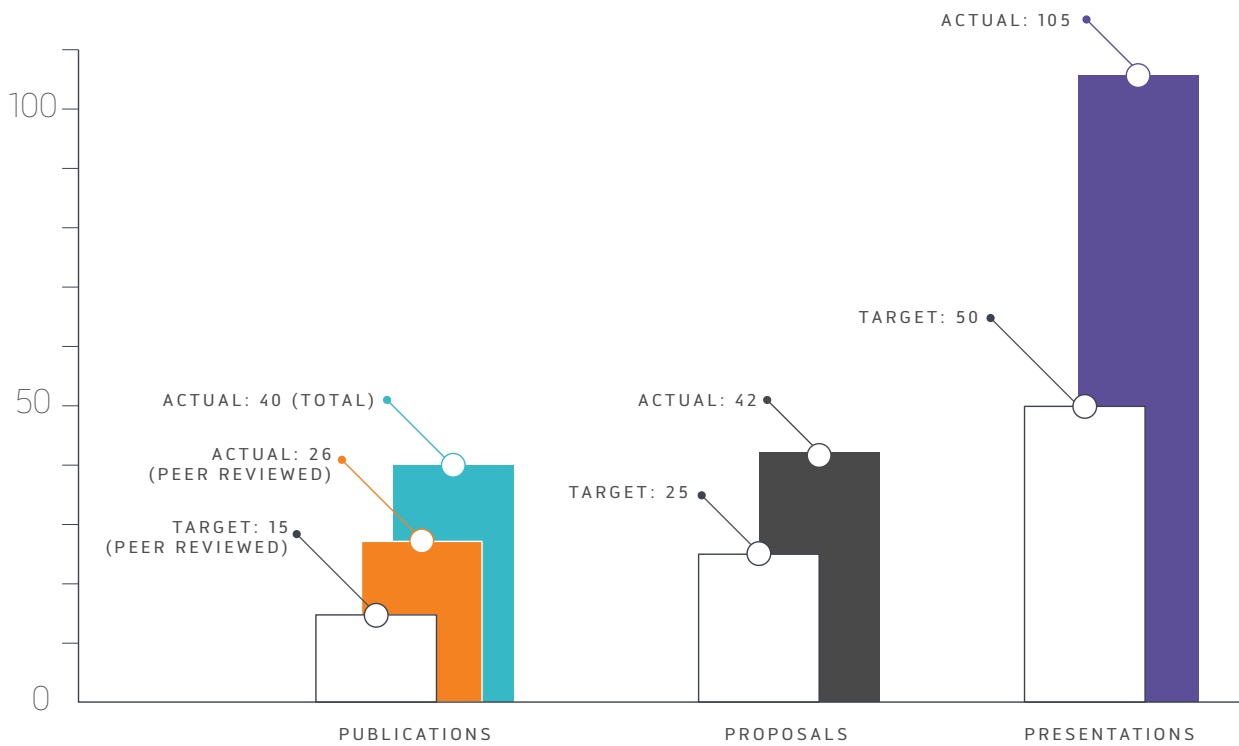 ACTUAL: 105
100
TARGET: 50
50
ACTUAL: 40 (TOTAL)
ACTUAL: 42
ACTUAL: 26
(PEER REVIEWED)
TARGET: 25
TARGET: 15
(PEER REVIEWED)
0
PUBLICATIONS
PROPOSALS
PRESENTATIONS